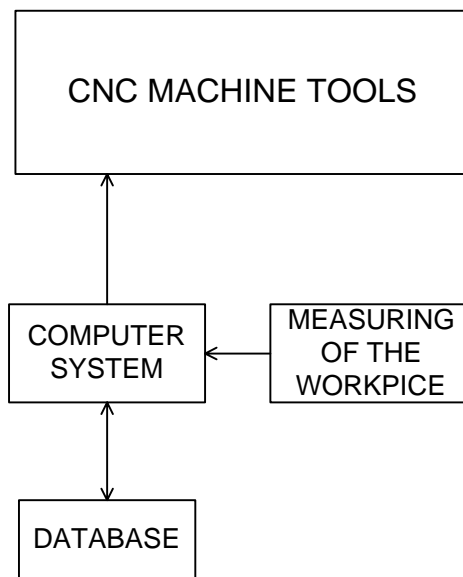 CNC MACHINE TOOLS
COMPUTER
SYSTEM
MEASURING
OF THE
WORKPICE
DATABASE